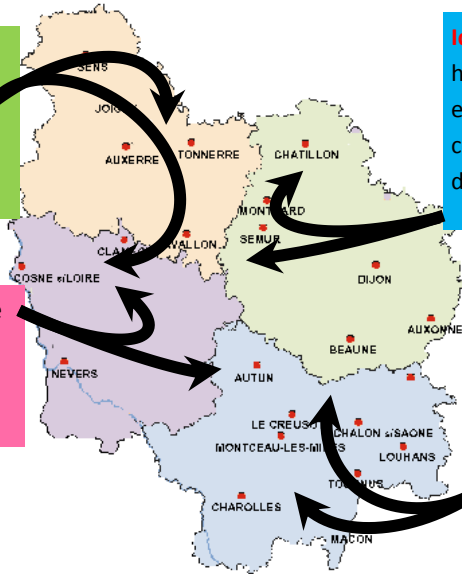 SENS
JOIGNY
AUXERRE
TONNERRE
CHATILLON
MONTBARD
SEMUR
CLAMECY
AVALLON
COSNE s/LOIRE
DIJON
AUXONNE
BEAUNE
NEVERS
AUTUN
LE CREUSOT
CHALON s/SAONE
MONTCEAU-LES-MINES
LOUHANS
TOURNUS
CHAROLLES
MACON